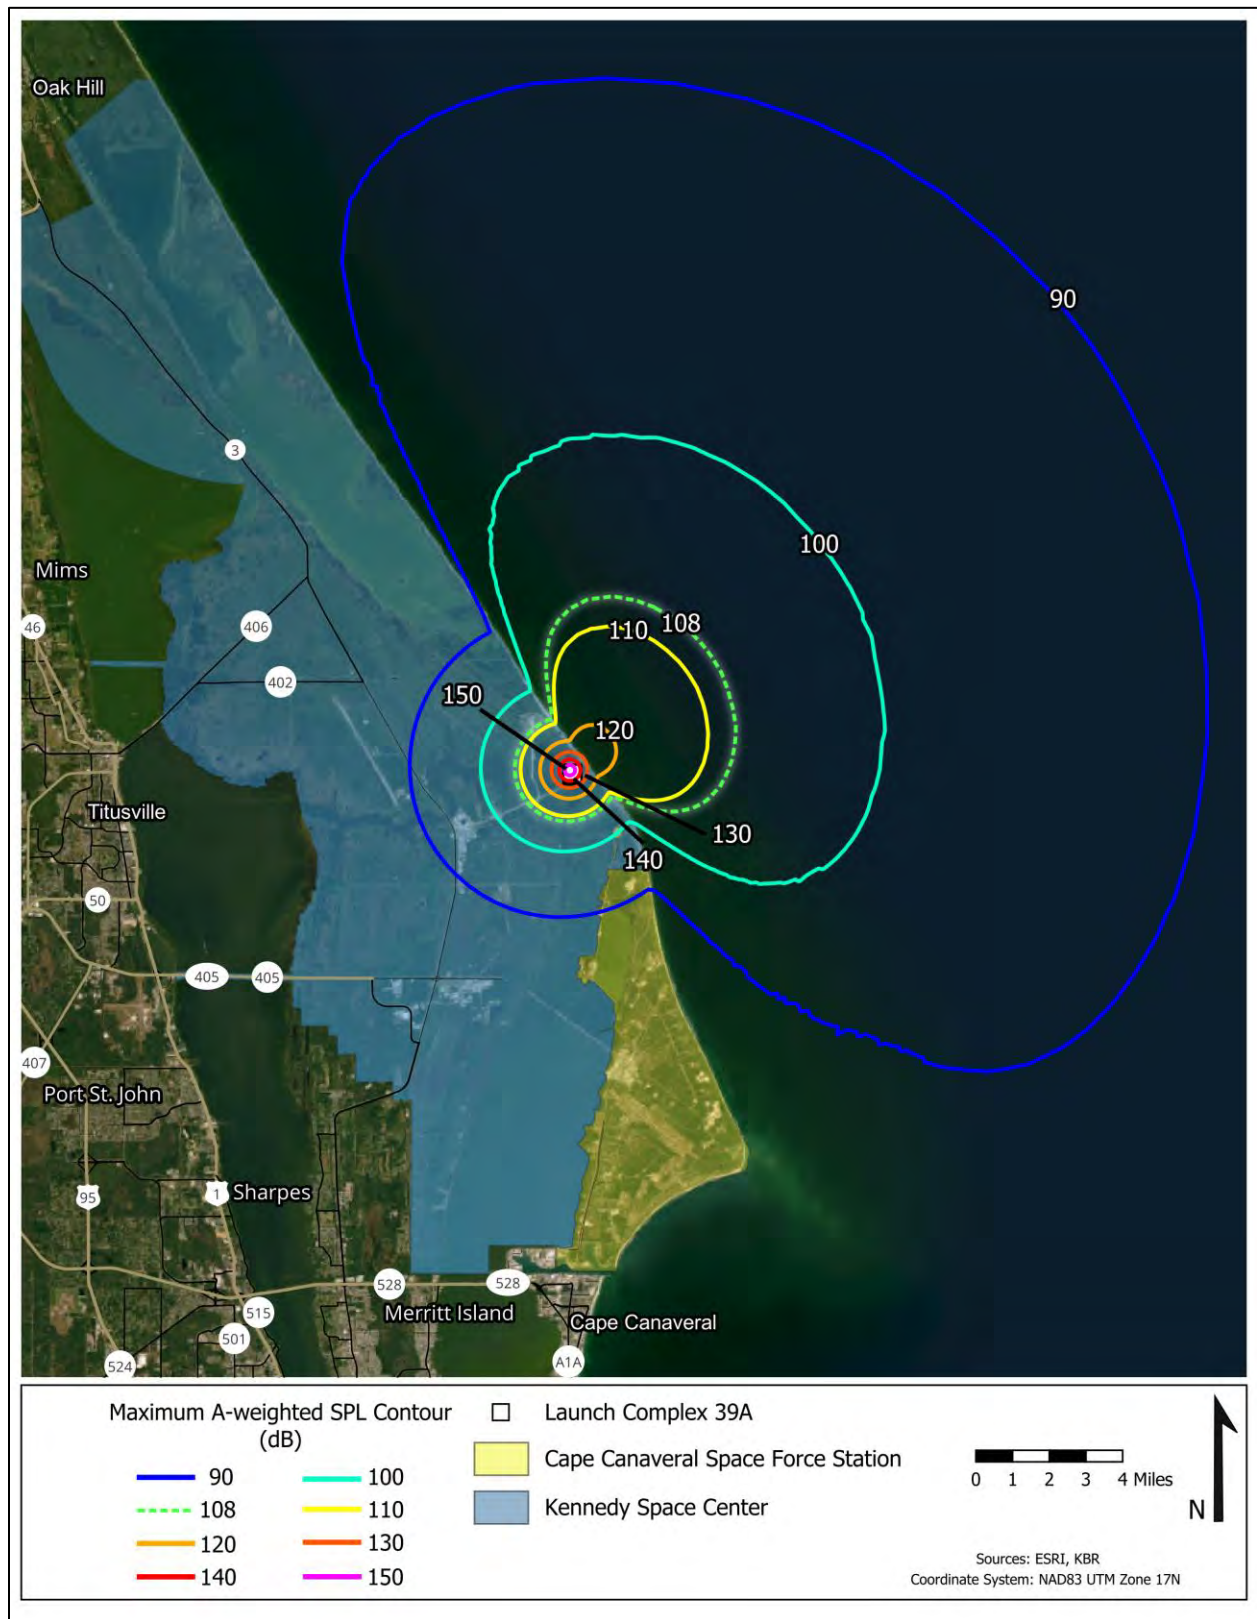 Oak Hill
90
3
100
Mims
108
46
406
110
402
150
120
Titusville
130
140
50
405
405
407
Port St. John
95
1
Sharpes
528
528
515
Merritt Island
Cape Canaveral
501
524
A1A
Maximum A-weighted SPL Contour
(dB)
90
100
108
110
120
130
140
150
Launch Complex 39A
Cape Canaveral Space Force Station
Kennedy Space Center
0 1 2 3 4 Miles
N
Sources: ESRI, KBR
Coordinate System: NAD83 UTM Zone 17N